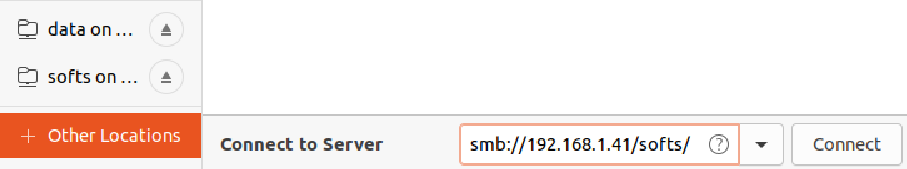 data on ...
softs on ...
+ Other Locations
Connect to Server
smb://192.168.1.41/softs/
?
Connect